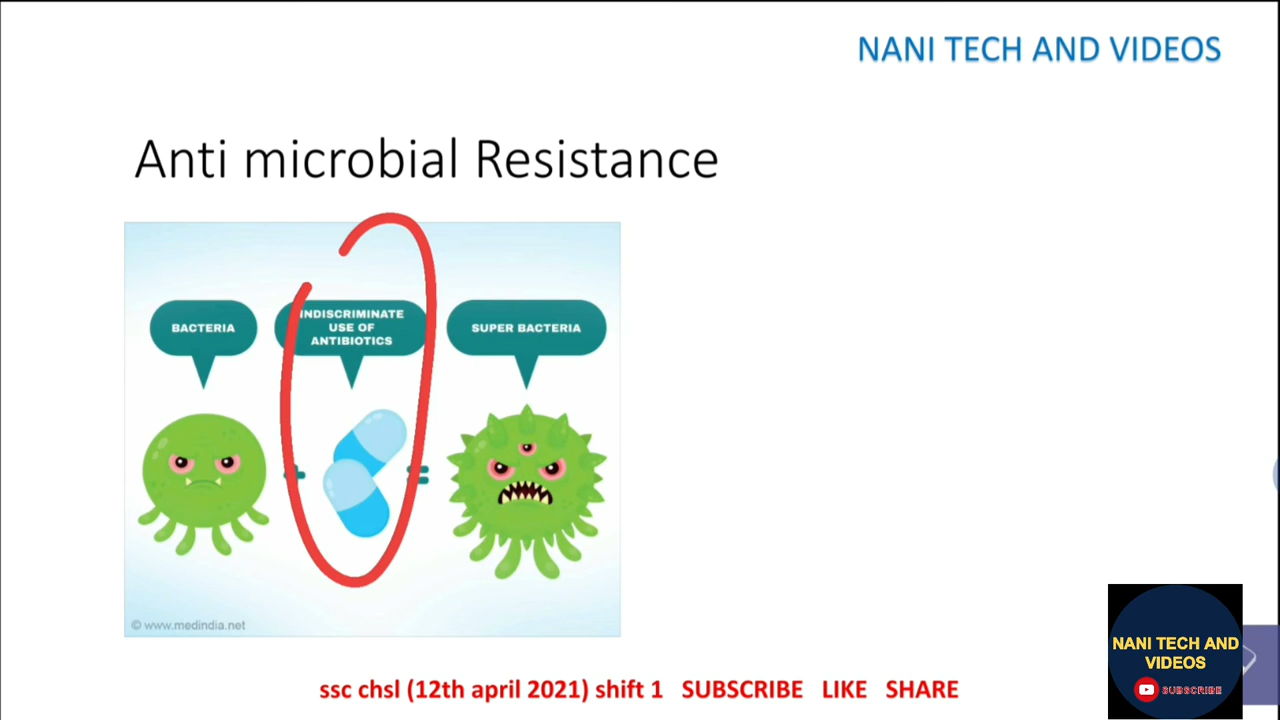 NANI TECH AND VIDEOS
Anti microbial Resistance
BACTERIA
INDISCRIMINATE
USE OF
ANTIBIOTICS
SUPER BACTERIA
© www.medindia.net
NANI TECH AND
VIDEOS
SUBSCRIBE
ssc chsl (12th april 2021) shift 1 SUBSCRIBE LIKE SHARE